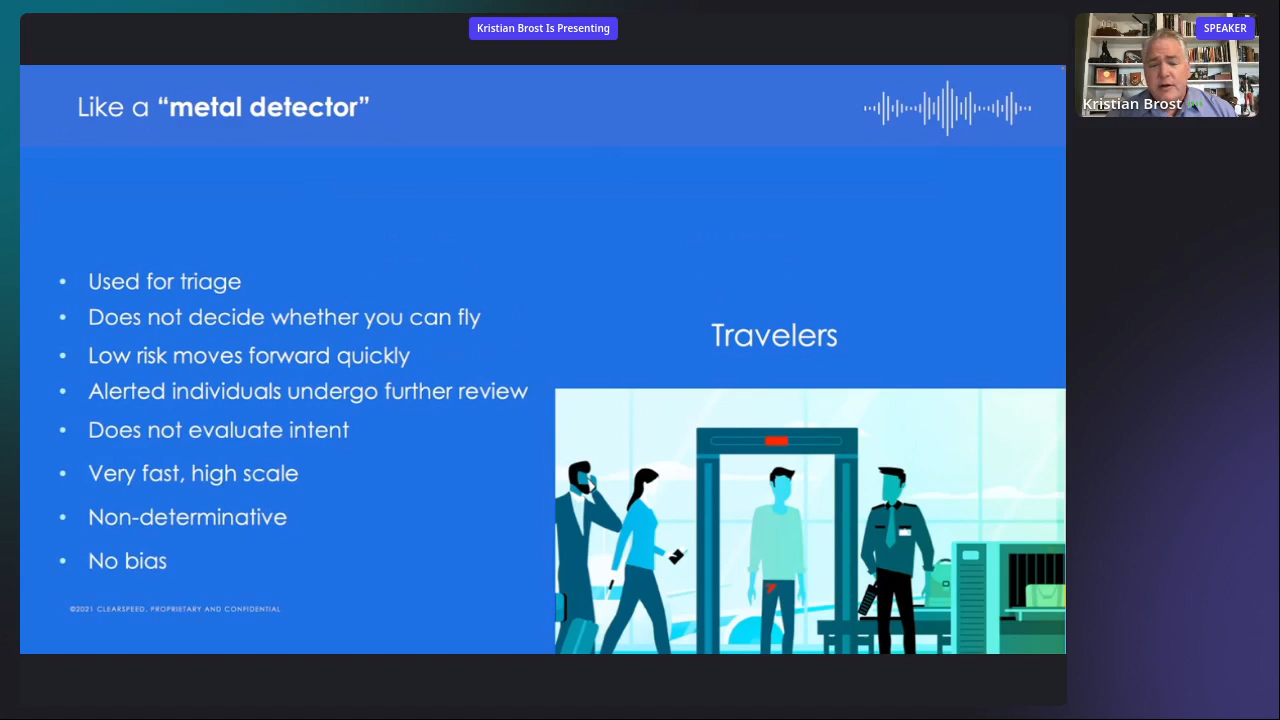 Kristian Brost Is Presenting
SPEAKER
Kristian Brost
Like a “metal detector”
• Used for triage
• Does not decide whether you can fly
• Low risk moves forward quickly
• Alerted individuals undergo further review
• Does not evaluate intent
• Very fast, high scale
• Non-determinative
• No bias
Travelers
©2021 CLEARSPEED, PROPRIETARY AND CONFIDENTIAL